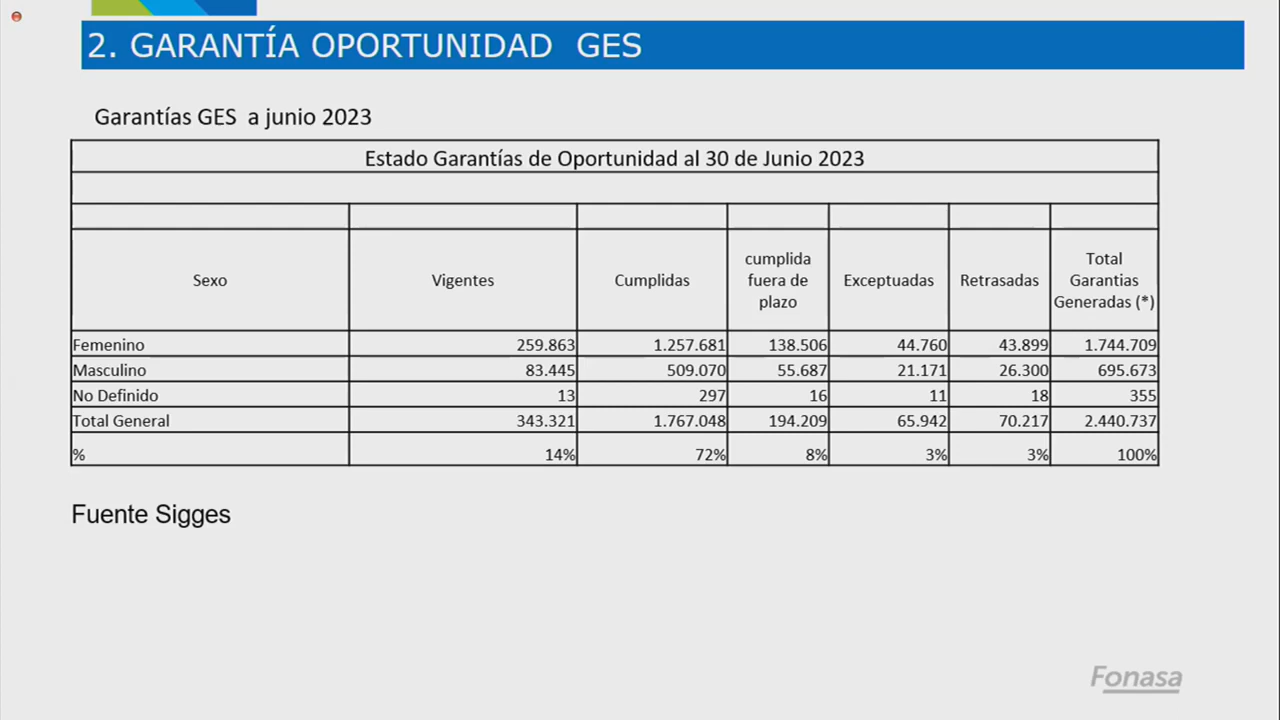 2. GARANTÍA OPORTUNIDAD GES
Garantías GES a junio 2023
Estado Garantías de Oportunidad al 30 de Junio 2023
Sexo Vigentes Cumplidas cumplida fuera de plazo Exceptuadas Retrasadas Total Garantias Generadas (*)
Femenino 259.863 1.257.681 138.506 44.760 43.899 1.744.709
Masculino 83.445 509.070 55.687 21.171 26.300 695.673
No Definido 13 297 16 11 18 355
Total General 343.321 1.767.048 194.209 65.942 70.217 2.440.737
% 14% 72% 8% 3% 3% 100%
Fuente Sigges
Fonasa